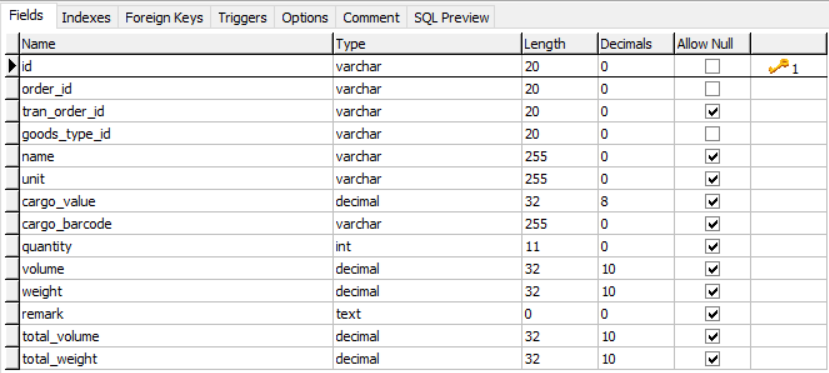 Fields Indexes Foreign Keys Triggers Options Comment SQL Preview
Name Type Length Decimals Allow Null
id varchar 20 0 1
order_id varchar 20 0
tran_order_id varchar 20 0
goods_type_id varchar 20 0
name varchar 255 0
unit varchar 255 0
cargo_value decimal 32 8
cargo_barcode varchar 255 0
quantity int 11 0
volume decimal 32 10
weight decimal 32 10
remark text 0 0
total_volume decimal 32 10
total_weight decimal 32 10